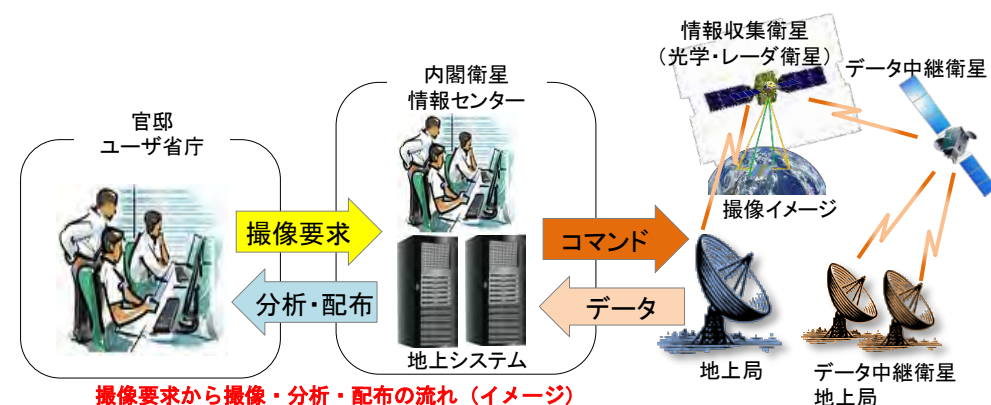 情報収集衛星
（光学・レーダ衛星）
データ中継衛星
内閣衛星
情報センター
官邸
ユーザ省庁
撮像イメージ
撮像要求
コマンド
分析・配布
データ
地上システム
地上局
データ中継衛星
地上局
撮像要求から撮像・分析・配布の流れ（イメージ）